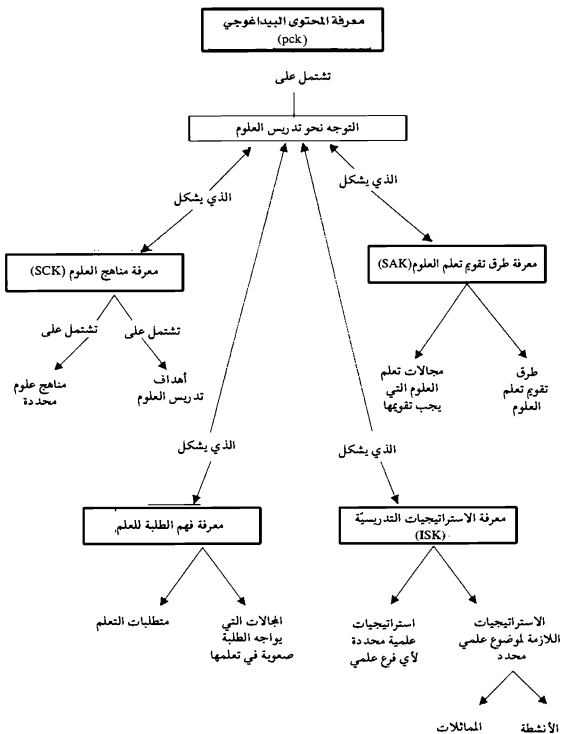 معرفة المحتوى البيداغوجي
(pck)
تشتمل على
التوجه نحو تدريس العلوم
الذي يشكل
الذي يشكل
معرفة طرق تقويم تعلم العلوم(SAK)
معرفة مناهج العلوم (SCK)
تشتمل على
تشتمل على
طرق
تقويم تعلم
العلوم
مجالات تعلم
العلوم التي
يجب تقويمها
أهداف
تدريس العلوم
مناهج علوم
محددة
الذي يشكل
الذي يشكل
معرفة الاستراتيجيات التدريسيّة
(ISK)
معرفة فهم الطلبة للعلم
الاستراتيجيات
اللازمة لموضوع علمي
محدد
استراتيجيات
علمية محددة
لأي فرع علمي
المجالات التي
يواجه الطلبة
صعوبة في تعلمها
متطلبات التعلم
الأنشطة
المماثلات